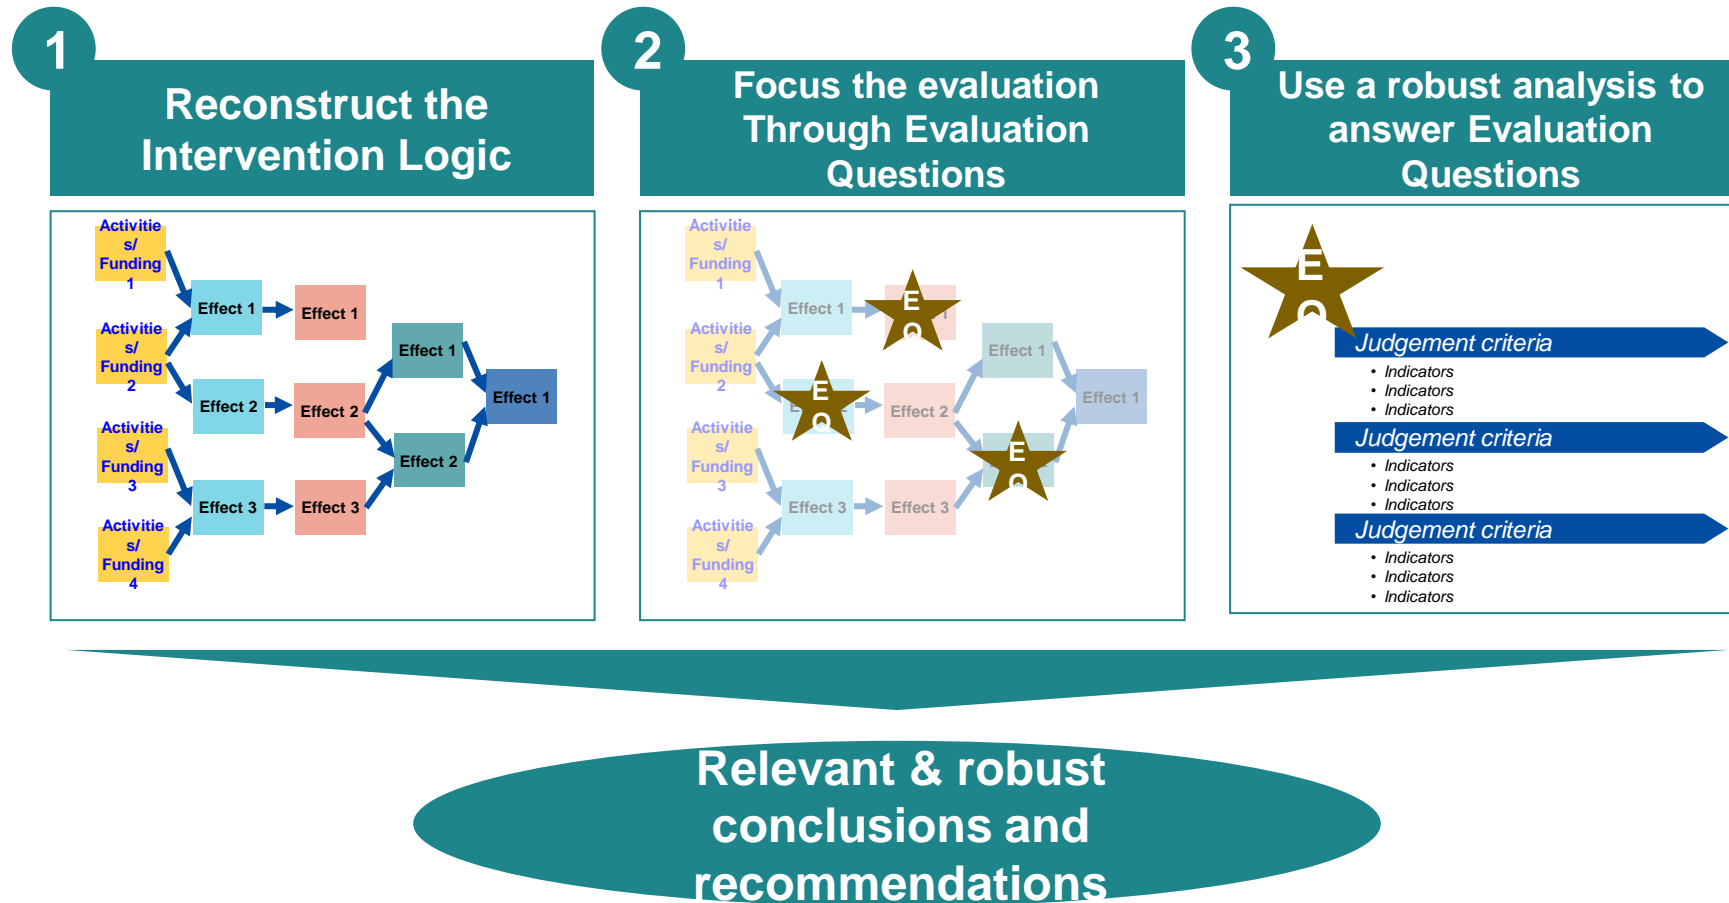 1
Reconstruct the
Intervention Logic
Activitie
s/
Funding
1
Activitie
s/
Funding
2
Activitie
s/
Funding
3
Activitie
s/
Funding
4
Effect 1
Effect 2
Effect 3
Effect 1
Effect 2
Effect 3
Effect 1
Effect 2
Effect 1
2
Focus the evaluation
Through Evaluation
Questions
Activitie
s/
Funding
1
Activitie
s/
Funding
2
Activitie
s/
Funding
3
Activitie
s/
Funding
4
Effect 1
E
Q
Effect 3
E
Q
1
Effect 2
Effect 3
Effect 1
E
Q
Effect 1
3
Use a robust analysis to
answer Evaluation
Questions
E
Q
Judgement criteria
• Indicators
• Indicators
• Indicators
Judgement criteria
• Indicators
• Indicators
• Indicators
Judgement criteria
• Indicators
• Indicators
• Indicators
Relevant & robust
conclusions and
recommendations